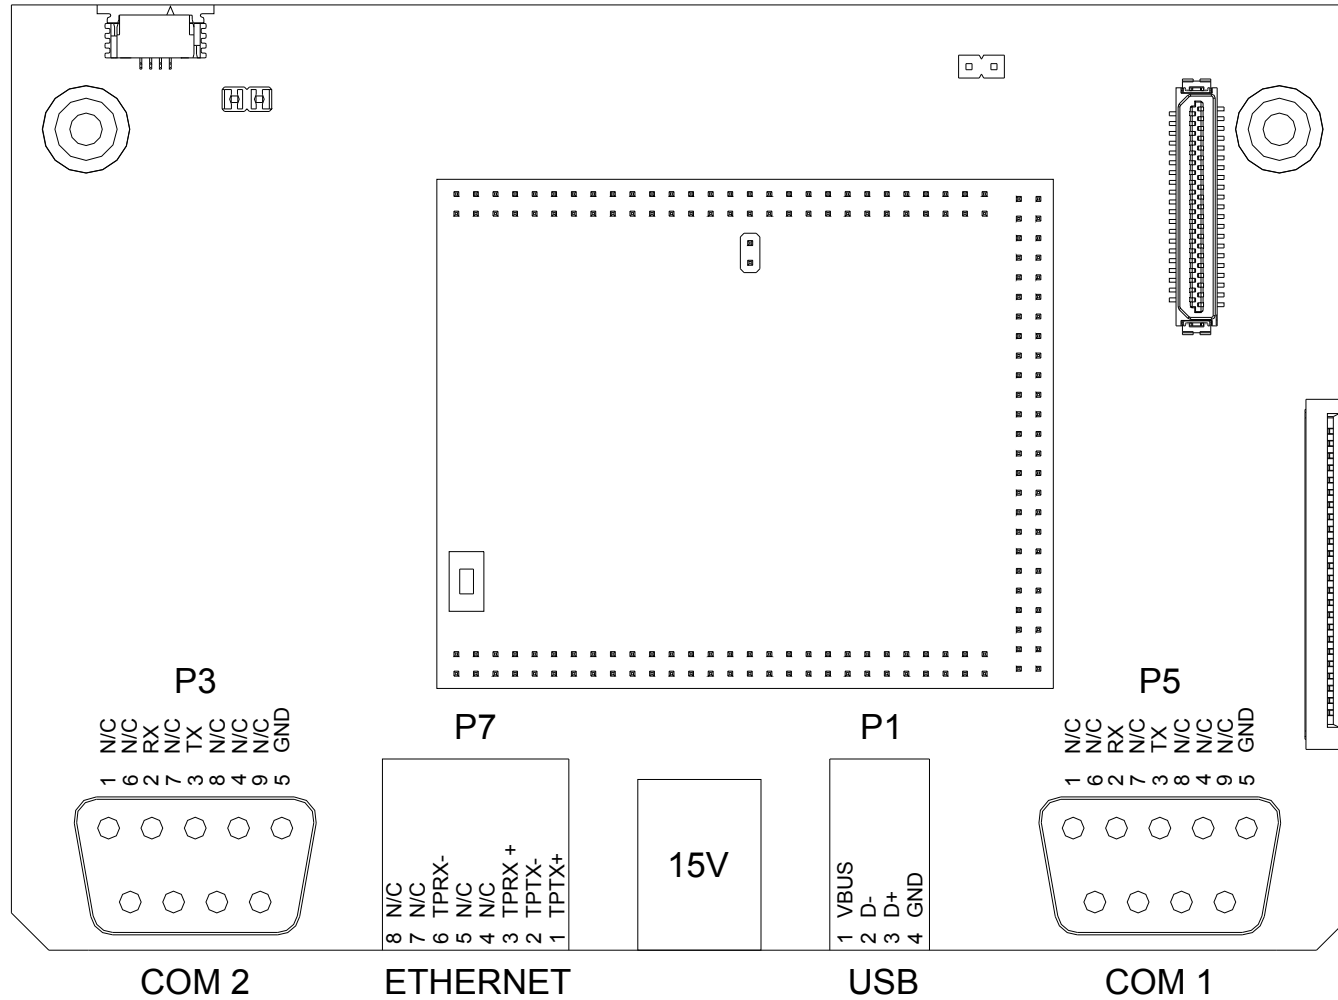 P3
N/C
N/C
RX
N/C
TX
N/C
N/C
N/C
GND
1 6 2 7 3 8 4 9 5
COM 2
P7
8 N/C
7 N/C
6 TPRX-
5 N/C
4 N/C
3 TPRX +
2 TPTX-
1 TPTX+
ETHERNET
15V
P1
1 VBUS
2 D-
3 D+
4 GND
USB
P5
N/C
N/C
RX
N/C
TX
N/C
N/C
N/C
GND
1 6 2 7 3 8 4 9 5
COM 1